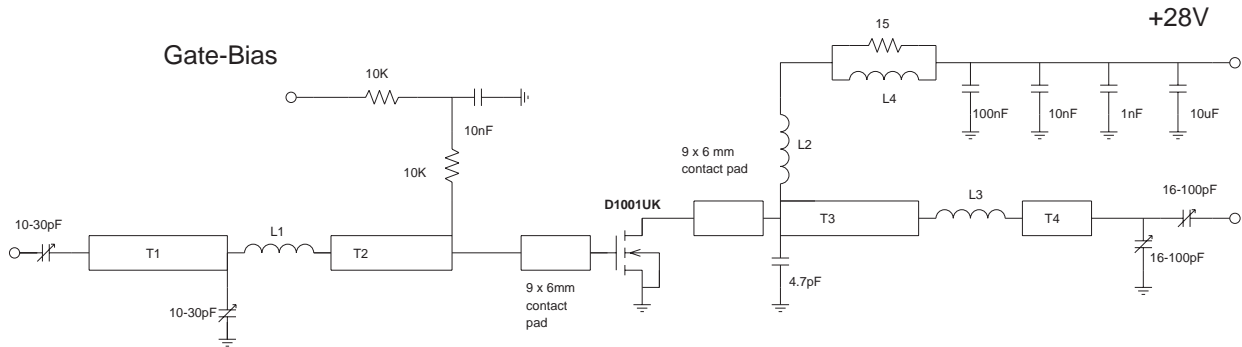 +28V
15
Gate-Bias
10K
L4
100nF
10nF
1nF
10uF
10nF
L2
9 x 6 mm
contact pad
10K
L3
D1001UK
16-100pF
10-30pF
L1
T3
T4
T1
T2
16-100pF
4.7pF
9 x 6mm
contact
pad
10-30pF